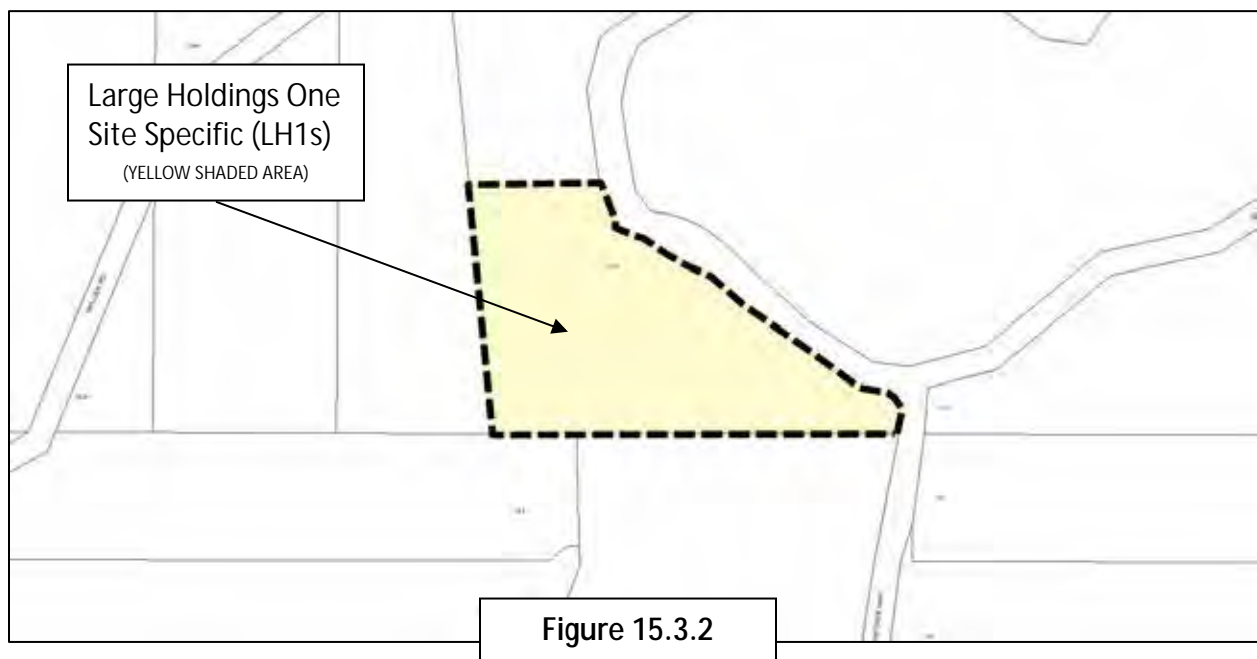 Large Holdings One
Site Specific (LH1s)
(YELLOW SHADED AREA)
Figure 15.3.2